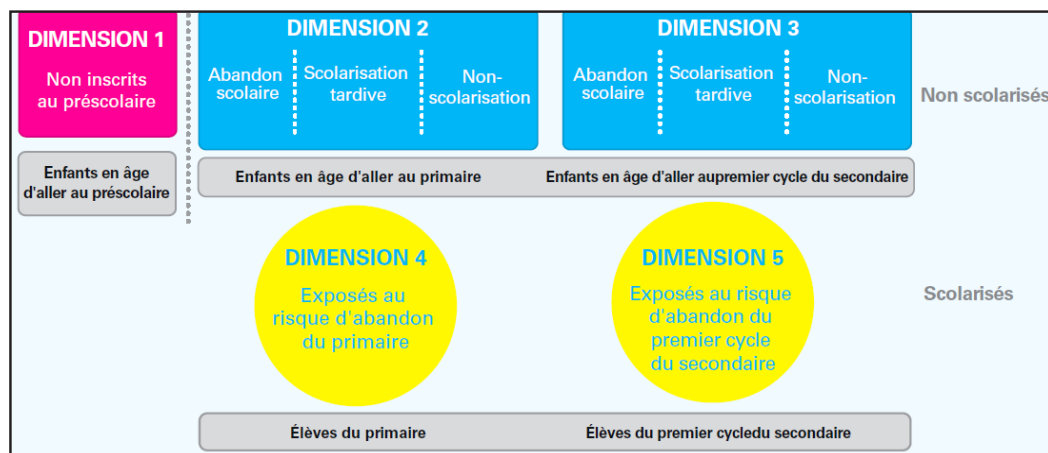 DIMENSION 1
Non inscrits
au préscolaire
Enfants en âge
d'aller au préscolaire
DIMENSION 2
Abandon
scolaire
Scolarisation
tardive
Non-
scolarisation
DIMENSION 3
Abandon
scolaire
Scolarisation
tardive
Non-
scolarisation
Non scolarisés
Enfants en âge d'aller au primaire
Enfants en âge d'aller aupremier cycle du secondaire
DIMENSION 4
Exposés au
risque d'abandon
du primaire
DIMENSION 5
Exposés au risque
d'abandon du
premier cycle
du secondaire
Scolarisés
Élèves du primaire
Élèves du premier cycledu secondaire